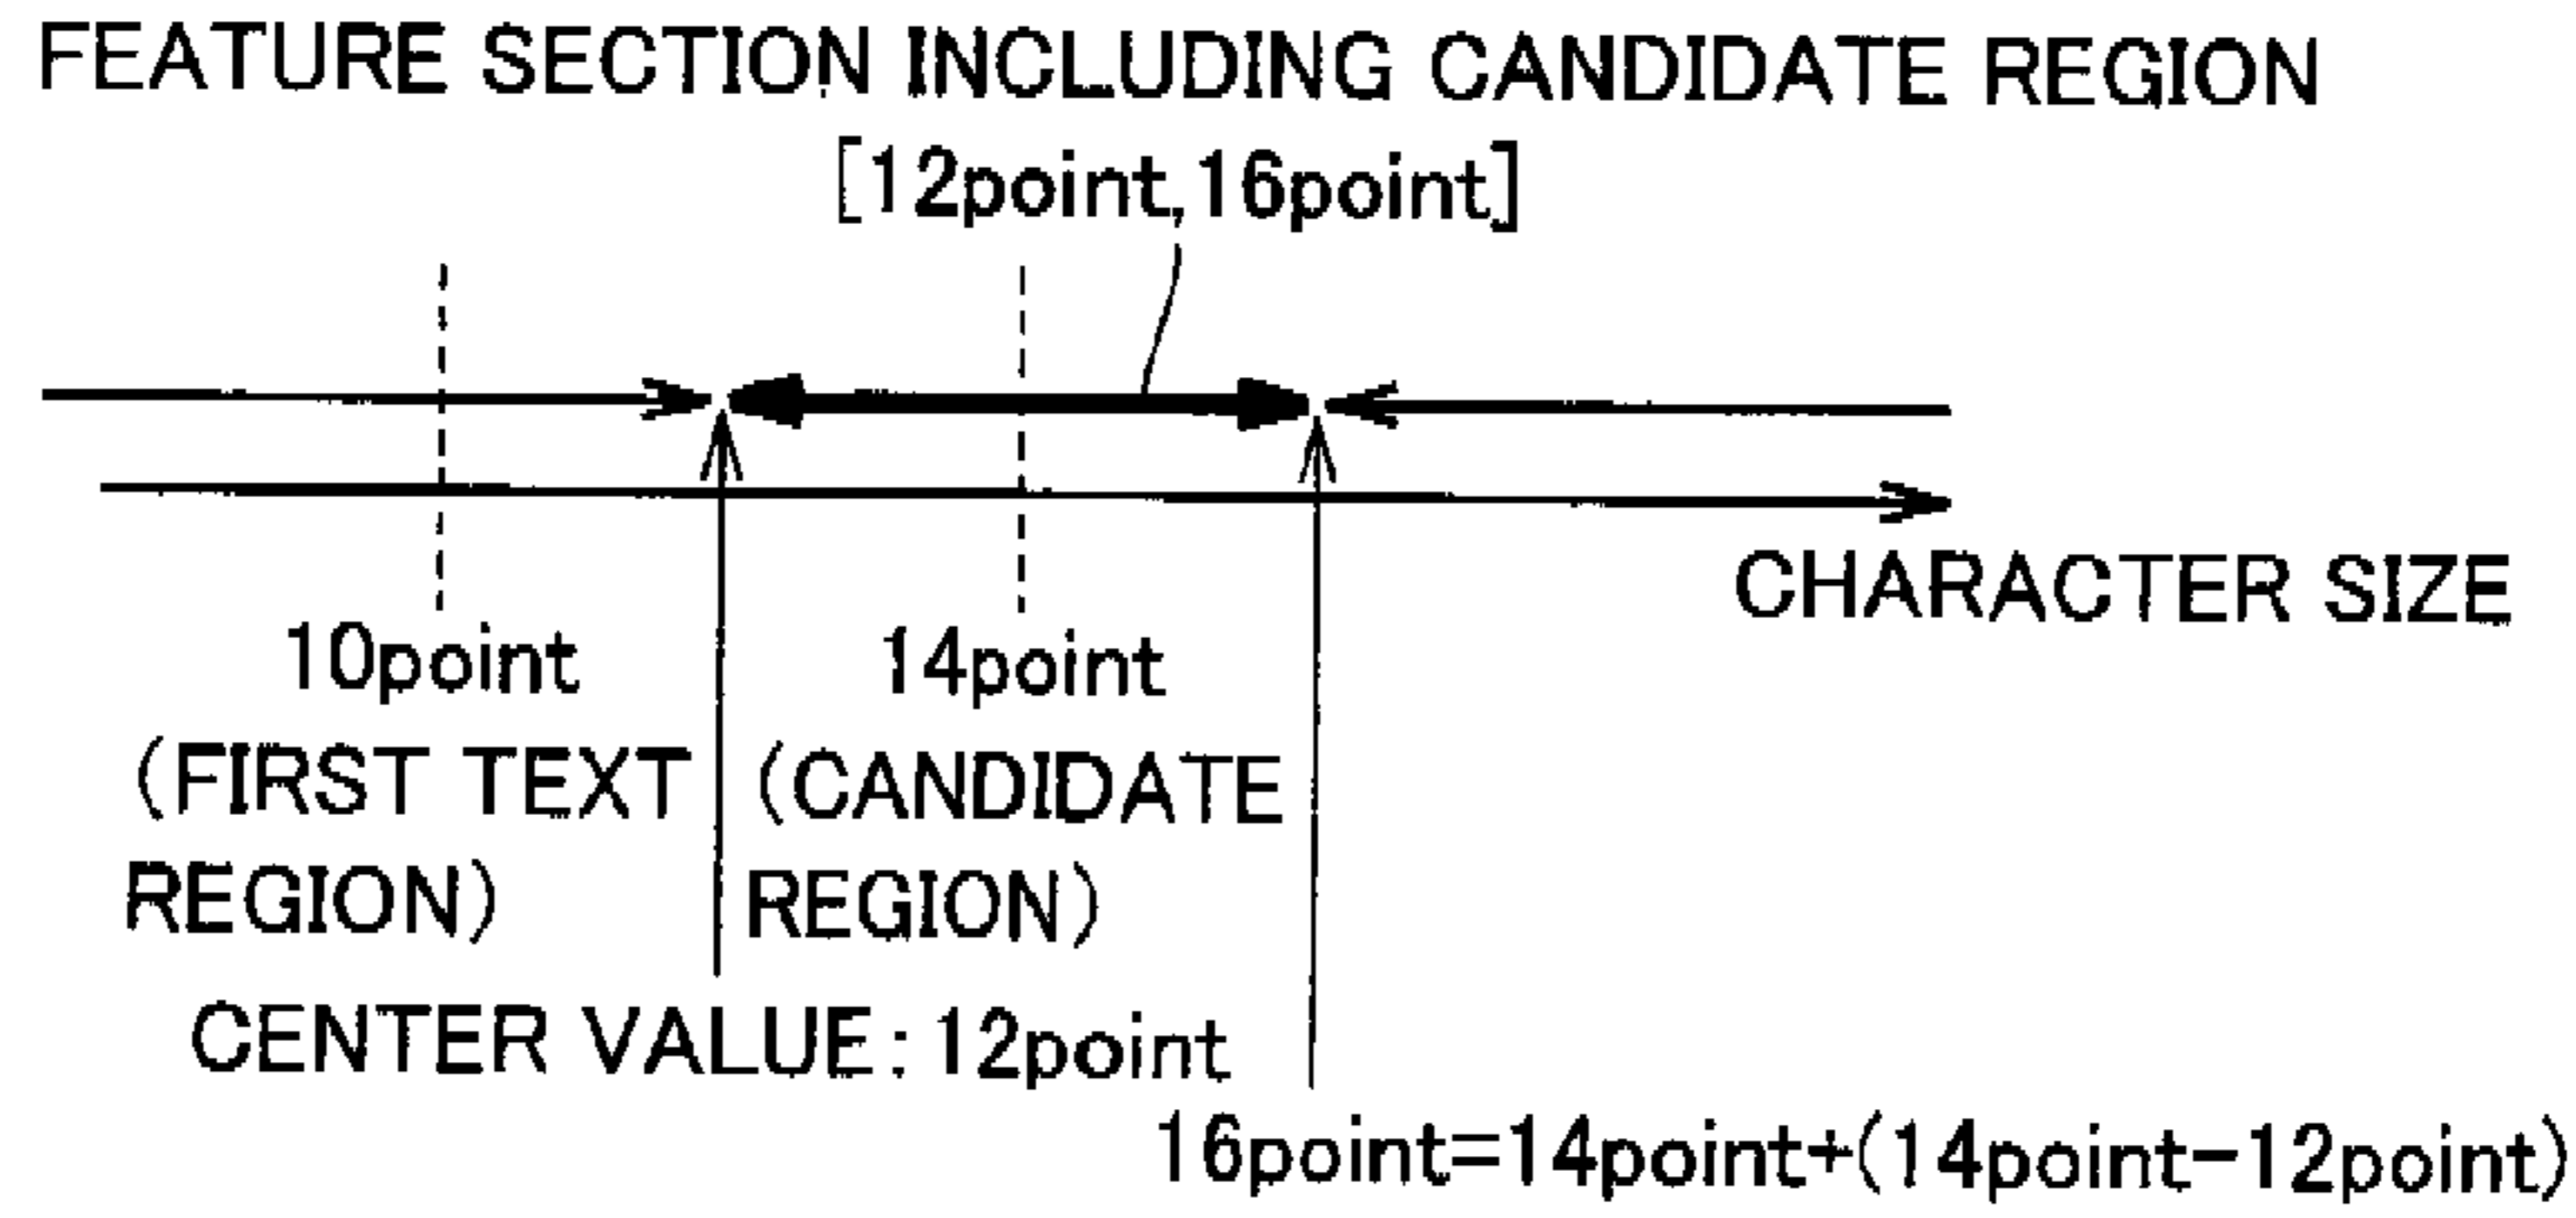 FEATURE SECTION INCLUDING CANDIDATE REGION
[12point,16point]
CHARACTER SIZE
10point
(FIRST TEXT
REGION)
14point
(CANDIDATE
REGION)
CENTER VALUE:12point
16point=14point+(14point-12point)